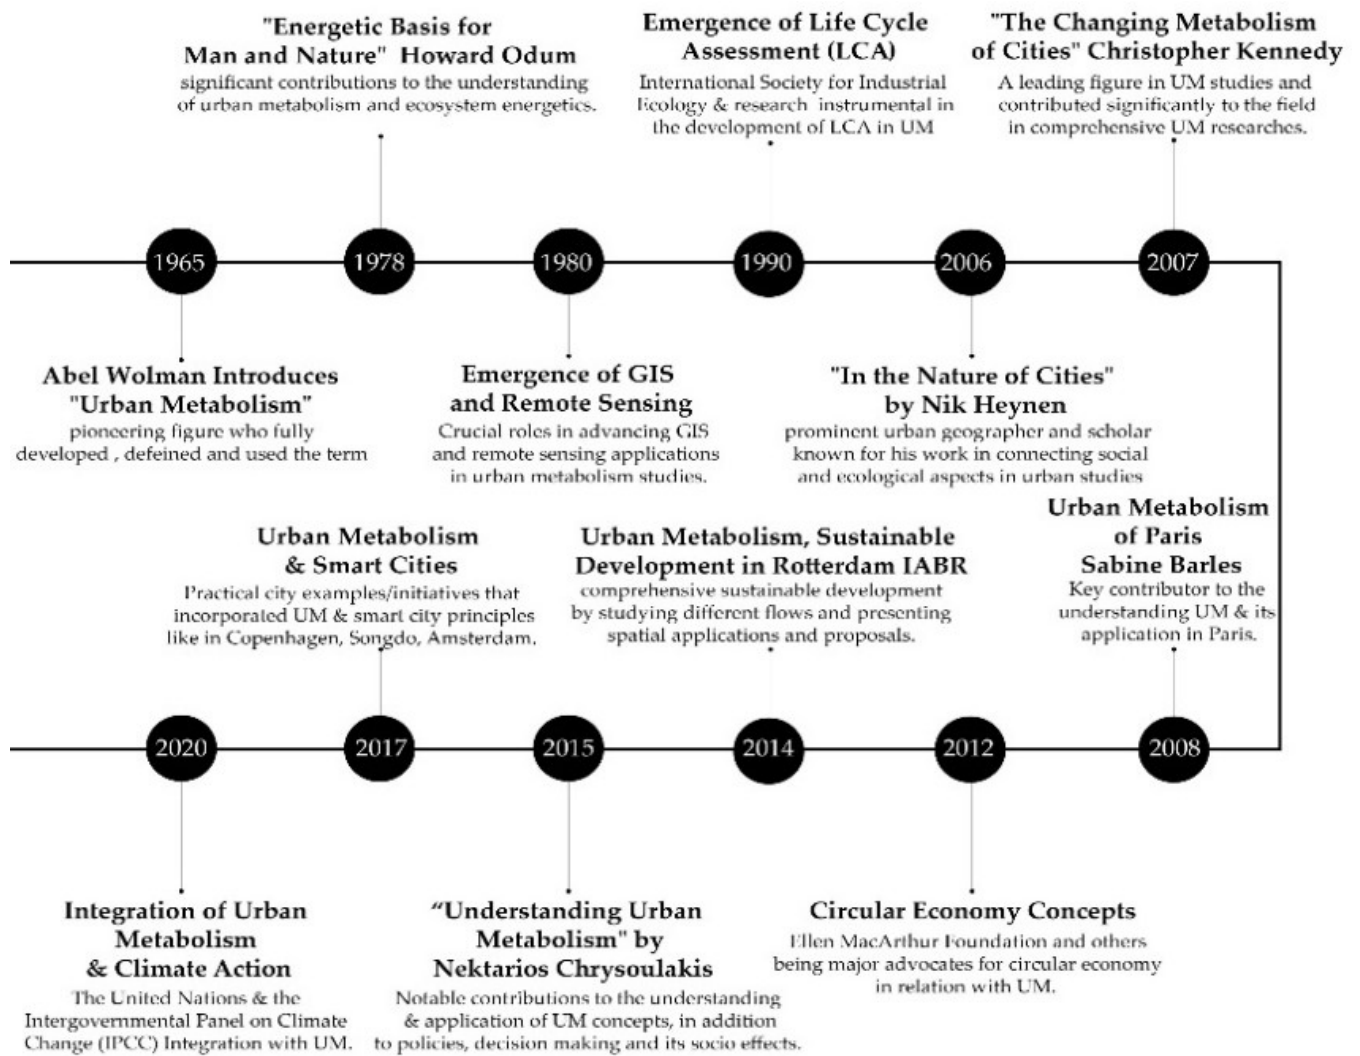 "Energetic Basis for
Man and Nature" Howard Odum
significant contributions to the understanding
of urban metabolism and ecosystem energetics.
Emergence of Life Cycle
Assessment (LCA)
International Society for Industrial
Ecology & research instrumental in
the development of LCA in UM
"The Changing Metabolism
of Cities" Christopher Kennedy
A leading figure in UM studies and
contributed significantly to the field
in comprehensive UM researches.
1965
1978
1980
1990
2006
2007
Abel Wolman Introduces
"Urban Metabolism"
pioneering figure who fully
developed , defeined and used the term
Emergence of GIS
and Remote Sensing
Crucial roles in advancing GIS
and remote sensing applications
in urban metabolism studies.
"In the Nature of Cities"
by Nik Heynen
prominent urban geographer and scholar
known for his work in connecting social
and ecological aspects in urban studies
Urban Metabolism
& Smart Cities
Practical city examples/initiatives that
incorporated UM & smart city principles
like in Copenhagen, Songdo, Amsterdam.
Urban Metabolism, Sustainable
Development in Rotterdam IABR
comprehensive sustainable development
by studying different flows and presenting
spatial applications and proposals.
Urban Metabolism
of Paris
Sabine Barles
Key contributor to the
understanding UM & its
application in Paris.
2020
2017
2015
2014
2012
2008
Integration of Urban
Metabolism
& Climate Action
The United Nations & the
Intergovernmental Panel on Climate
Change (IPCC) Integration with UM.
“Understanding Urban
Metabolism" by
Nektarios Chrysoulakis
Notable contributions to the understanding
& application of UM concepts, in addition
to policies, decision making and its socio effects.
Circular Economy Concepts
Ellen MacArthur Foundation and others
being major advocates for circular economy
in relation with UM.